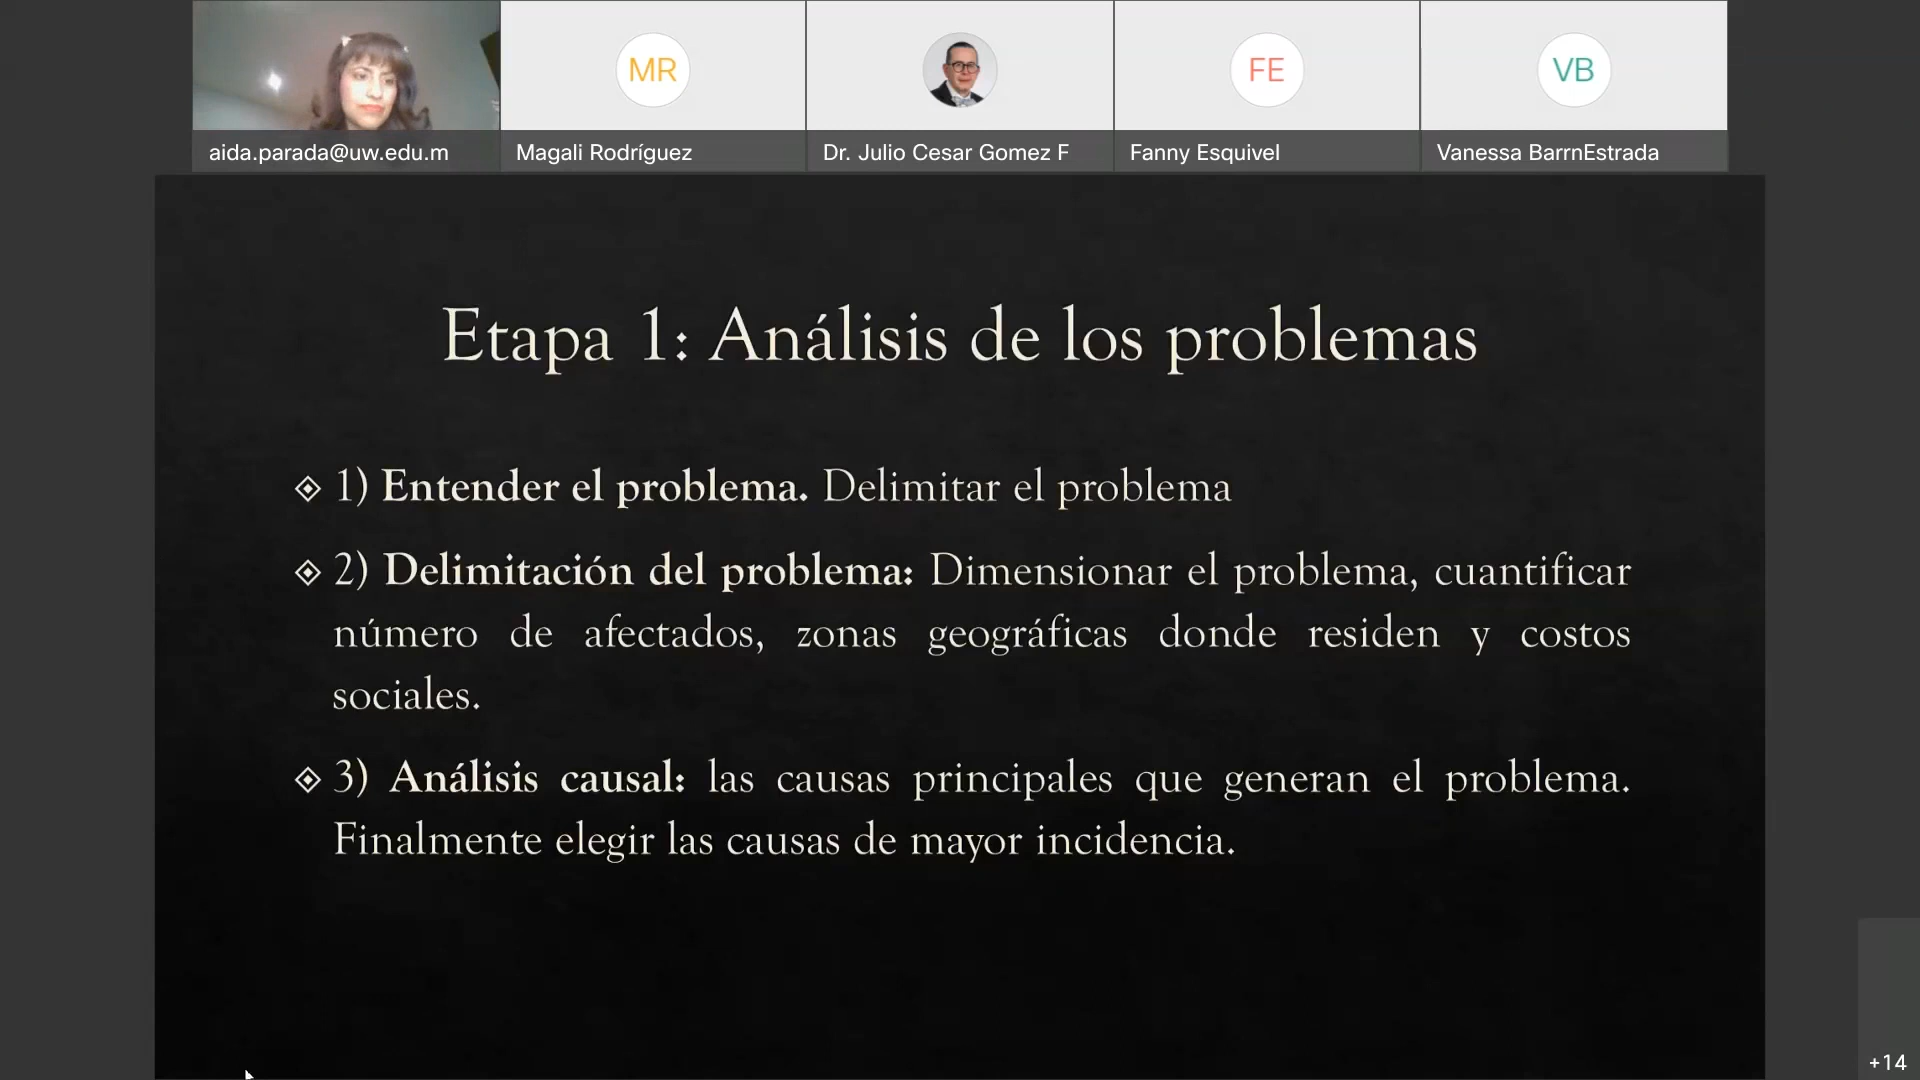 MR
FE
VB
aida.parada@uw.edu.m
Magali Rodríguez
Dr. Julio Cesar Gomez F
Fanny Esquivel
Vanessa BarrnEstrada
Etapa 1: Análisis de los problemas
1) Entender el problema. Delimitar el problema
2) Delimitación del problema: Dimensionar el problema, cuantificar
número de afectados, zonas geográficas donde residen y costos
sociales.
3) Análisis causal: las causas principales que generan el problema.
Finalmente elegir las causas de mayor incidencia.
+14